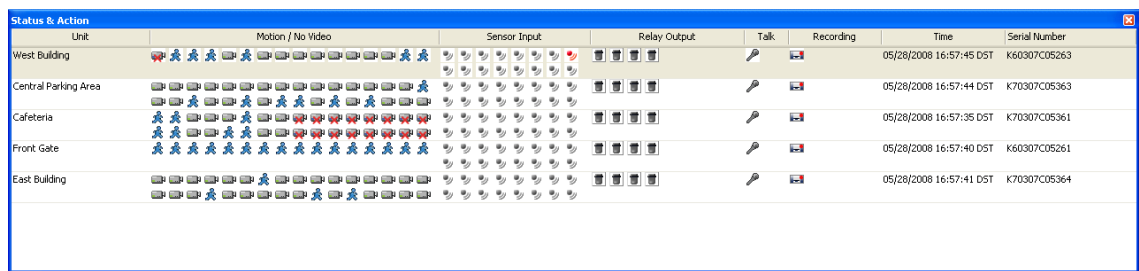 Status & Action
Unit Motion / No Video Sensor Input Relay Output Talk Recording Time Serial Number
West Building 05/28/2008 16:57:45 DST K60307C05263
Central Parking Area 05/28/2008 16:57:44 DST K70307C05363
Cafeteria 05/28/2008 16:57:35 DST K70307C05361
Front Gate 05/28/2008 16:57:40 DST K60307C05261
East Building 05/28/2008 16:57:41 DST K70307C05364